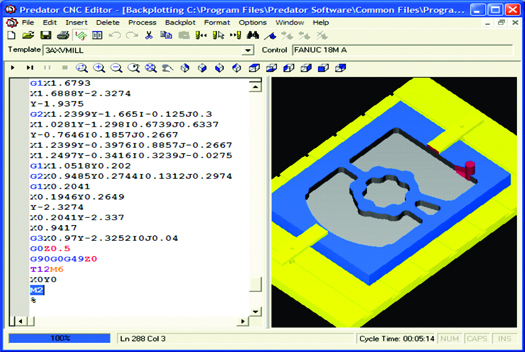 Predator CNC Editor - [Backplotting C:\Program Files\Predator Software\Common Files\Progra...
File Edit Insert Delete Process Backplot Format Options Window Help
Template 3AXVMILL Control FANUC 18M A
G1X1.6793
X1.6888Y-2.3274
Y-1.9375
G2X1.2399Y-1.665I-0.125J0.3
X1.0281Y-1.298I0.6739J0.6337
Y-0.7646I0.1857J0.2667
X1.2399Y-0.3976I0.8857J-0.2667
X1.2497Y-0.3416I0.3239J-0.0275
G1X1.0518Y0.202
G2X0.9485Y0.2744I0.1312J0.2974
G1X0.2041
X0.1946Y0.2649
Y-2.3274
X0.2041Y-2.337
X0.9417
G3X0.97Y-2.3252I0J0.04
G0Z0.5
G90G0G49Z0
T12M6
X0Y0
M2
%
100% Ln 288 Col 3 Cycle Time: 00:05:14 NUM CAPS INS